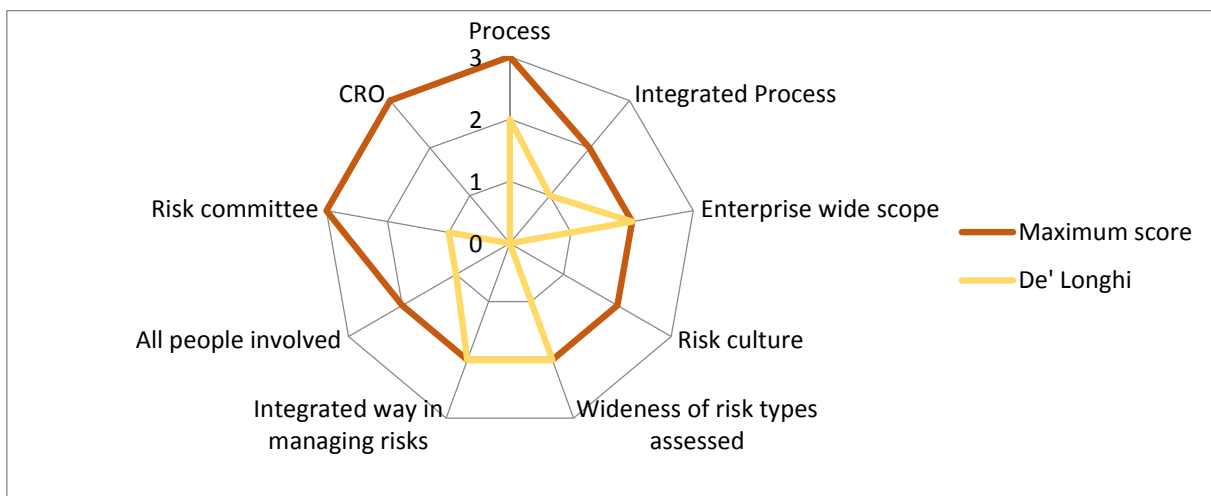 Process
3
CRO
Integrated Process
2
1
Risk committee
Enterprise wide scope
0
Maximum score
De' Longhi
All people involved
Risk culture
Integrated way in
managing risks
Wideness of risk types
assessed